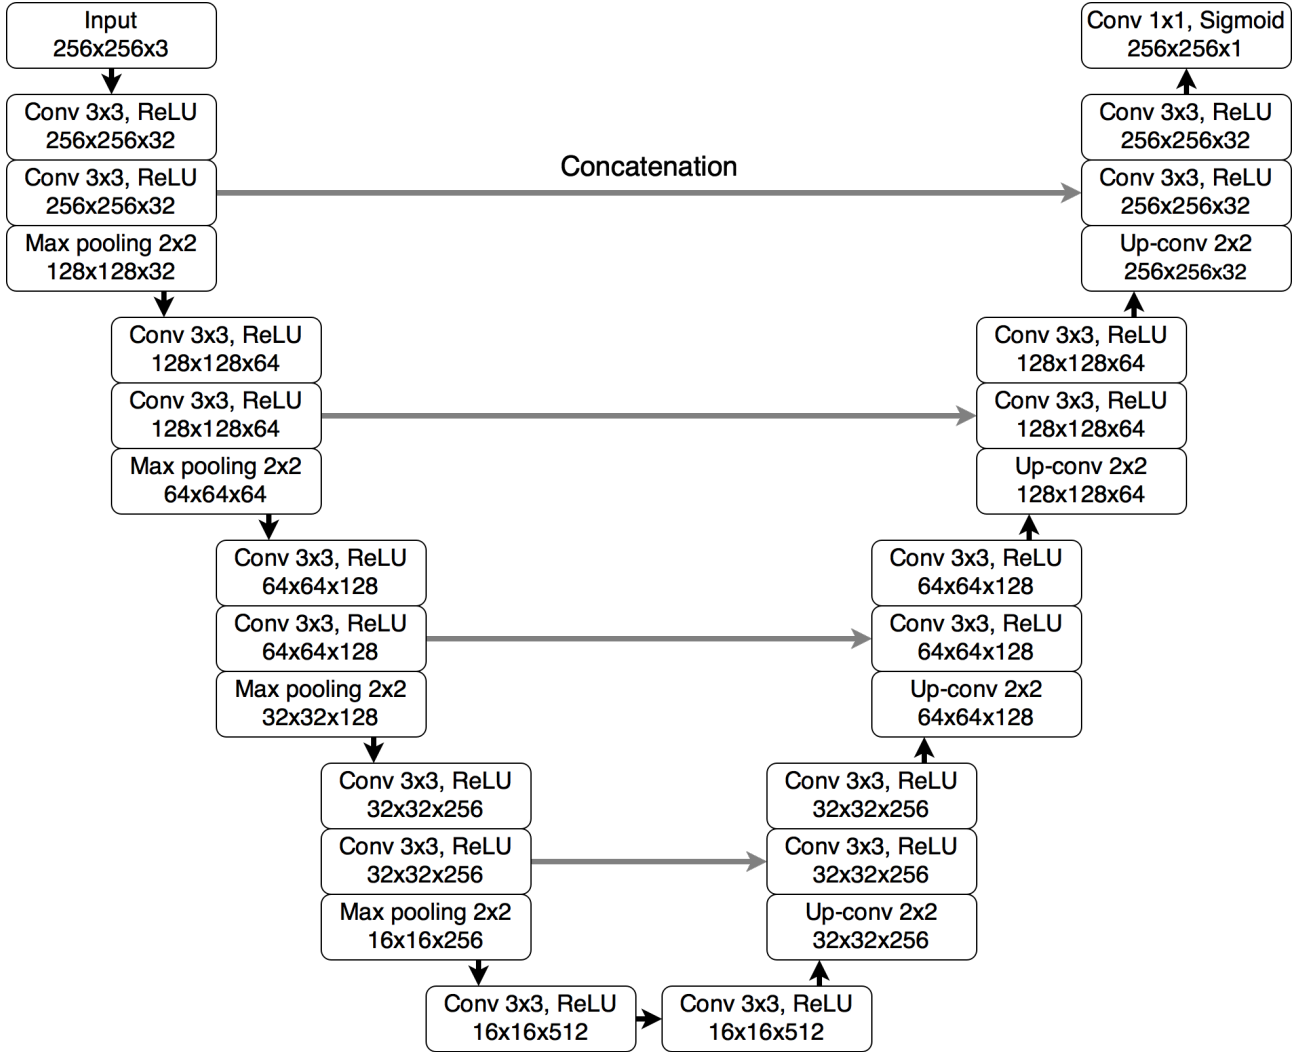 Input
256x256x3
Conv 3x3, ReLU
256x256x32
Conv 3x3, ReLU
256x256x32
Max pooling 2x2
128x128x32
Conv 3x3, ReLU
128x128x64
Conv 3x3, ReLU
128x128x64
Max pooling 2x2
64x64x64
Conv 3x3, ReLU
64x64x128
Conv 3x3, ReLU
64x64x128
Max pooling 2x2
32x32x128
Conv 3x3, ReLU
32x32x256
Conv 3x3, ReLU
32x32x256
Max pooling 2x2
16x16x256
Conv 3x3, ReLU
16x16x512
Concatenation
Conv 3x3, ReLU
16x16x512
Conv 3x3, ReLU
32x32x256
Conv 3x3, ReLU
32x32x256
Up-conv 2x2
32x32x256
Conv 3x3, ReLU
64x64x128
Conv 3x3, ReLU
64x64x128
Up-conv 2x2
64x64x128
Conv 3x3, ReLU
128x128x64
Conv 3x3, ReLU
128x128x64
Up-conv 2x2
128x128x64
Conv 1x1, Sigmoid
256x256x1
Conv 3x3, ReLU
256x256x32
Conv 3x3, ReLU
256x256x32
Up-conv 2x2
256x256x32